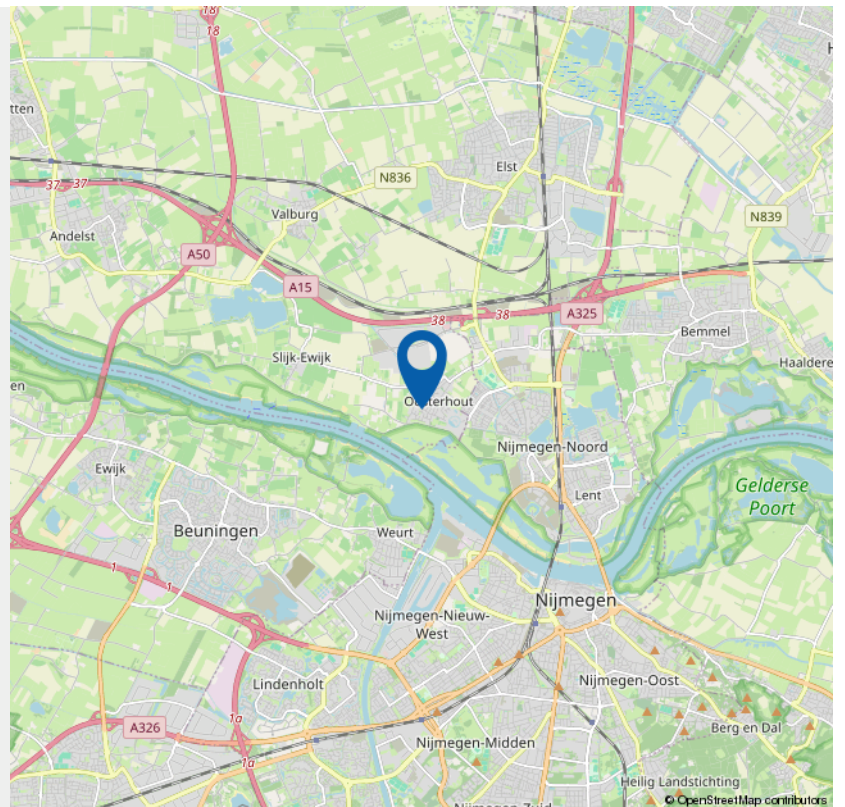 18
18
tten
Elst
N836
37
37
Valburg
N839
Andelst
A50
A15
A325
38
38
Bemmel
Slijk-Ewijk
Haaldere
en
Oosterhout
Nijmegen-Noord
Ewijk
Lent
Gelderse
Poort
Beuningen
Weurt
1
1
Nijmegen
Nijmegen-Nieuw-
West
Lindenholt
Nijmegen-Oost
1a
A326
Berg en Dal
Nijmegen-Midden
1a
Heilig Landstichting
© OpenStreetMap contributors